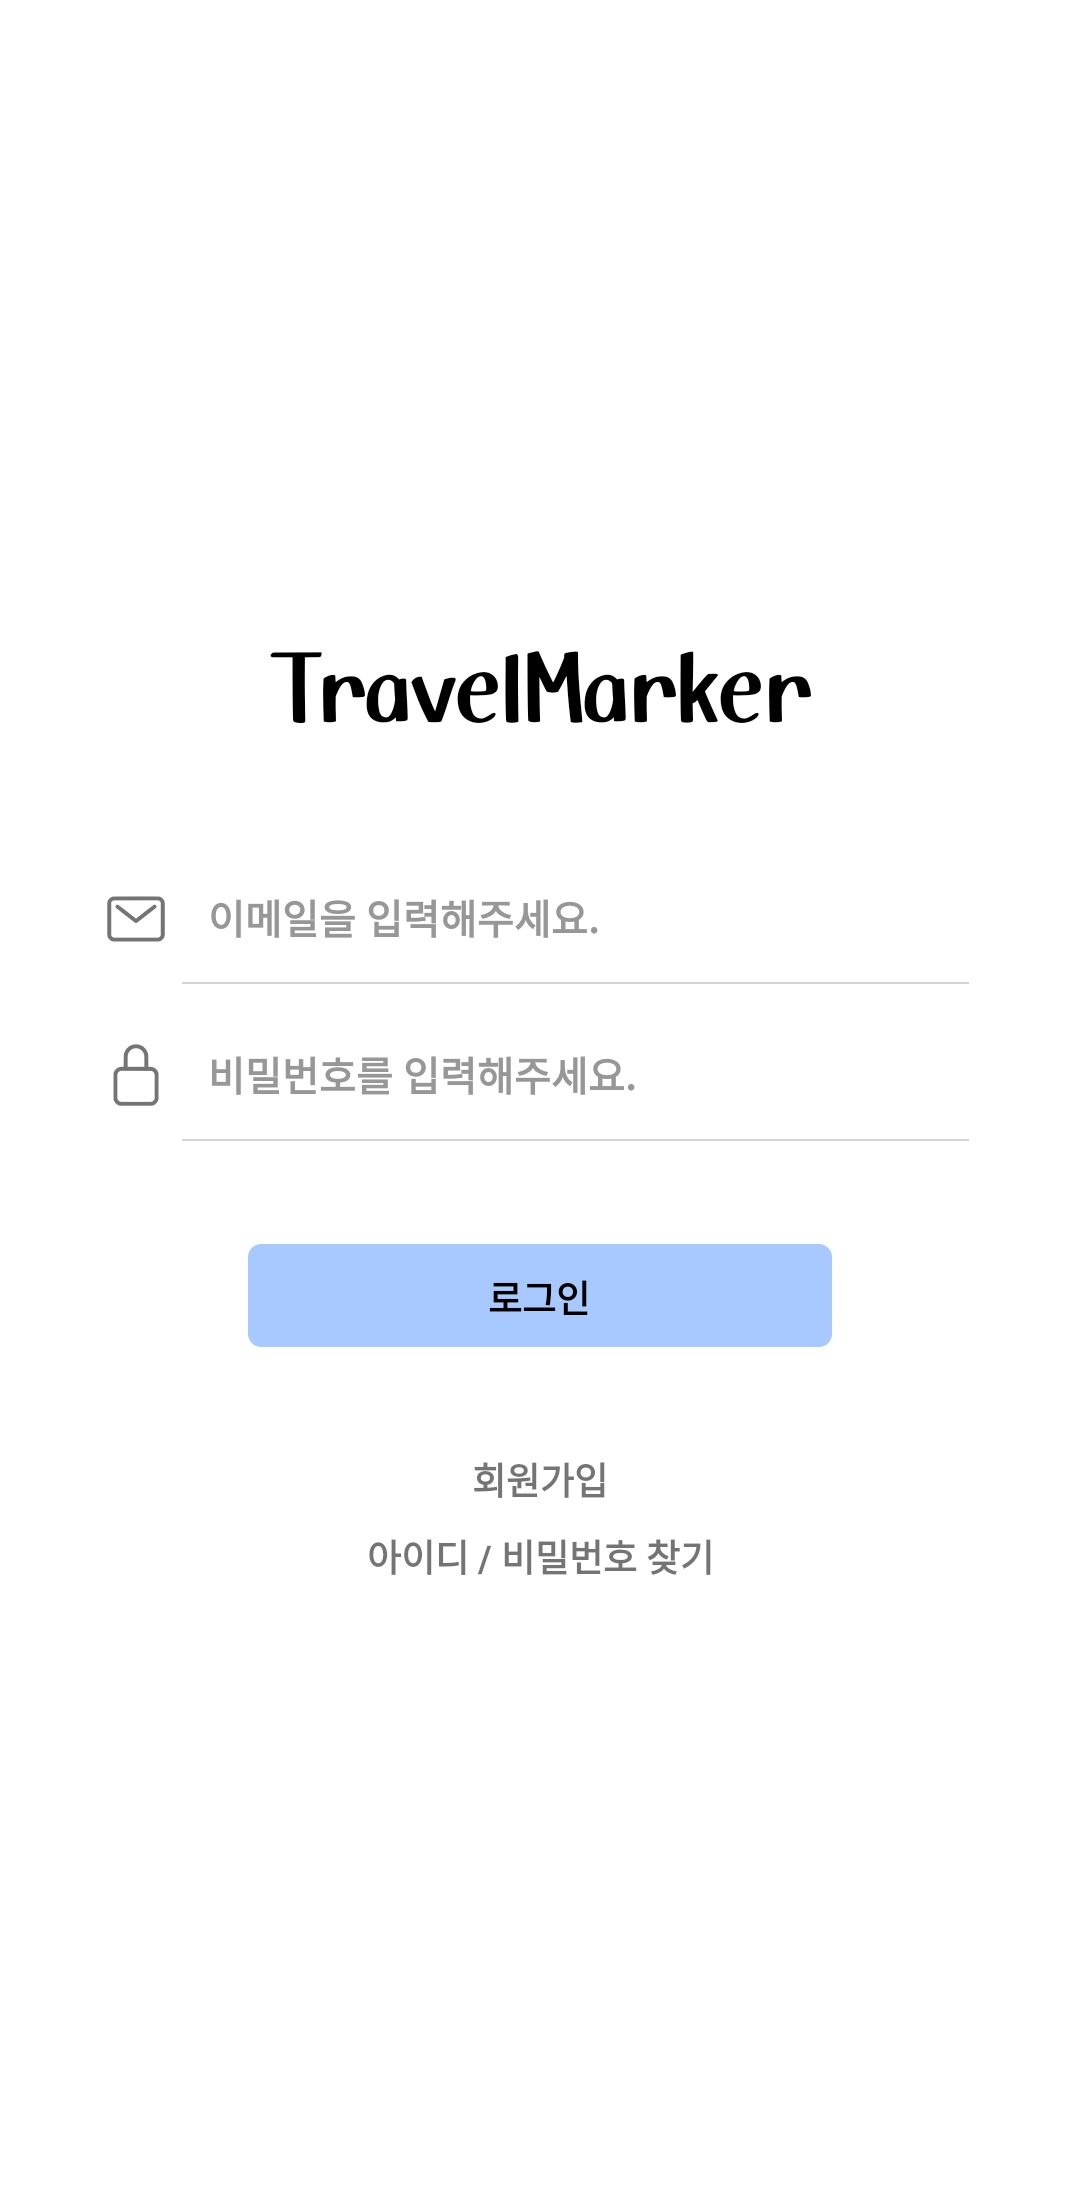 TravelMarker
이메일을 입력해주세요.
비밀번호를 입력해주세요.
로그인
회원가입
아이디 / 비밀번호 찾기